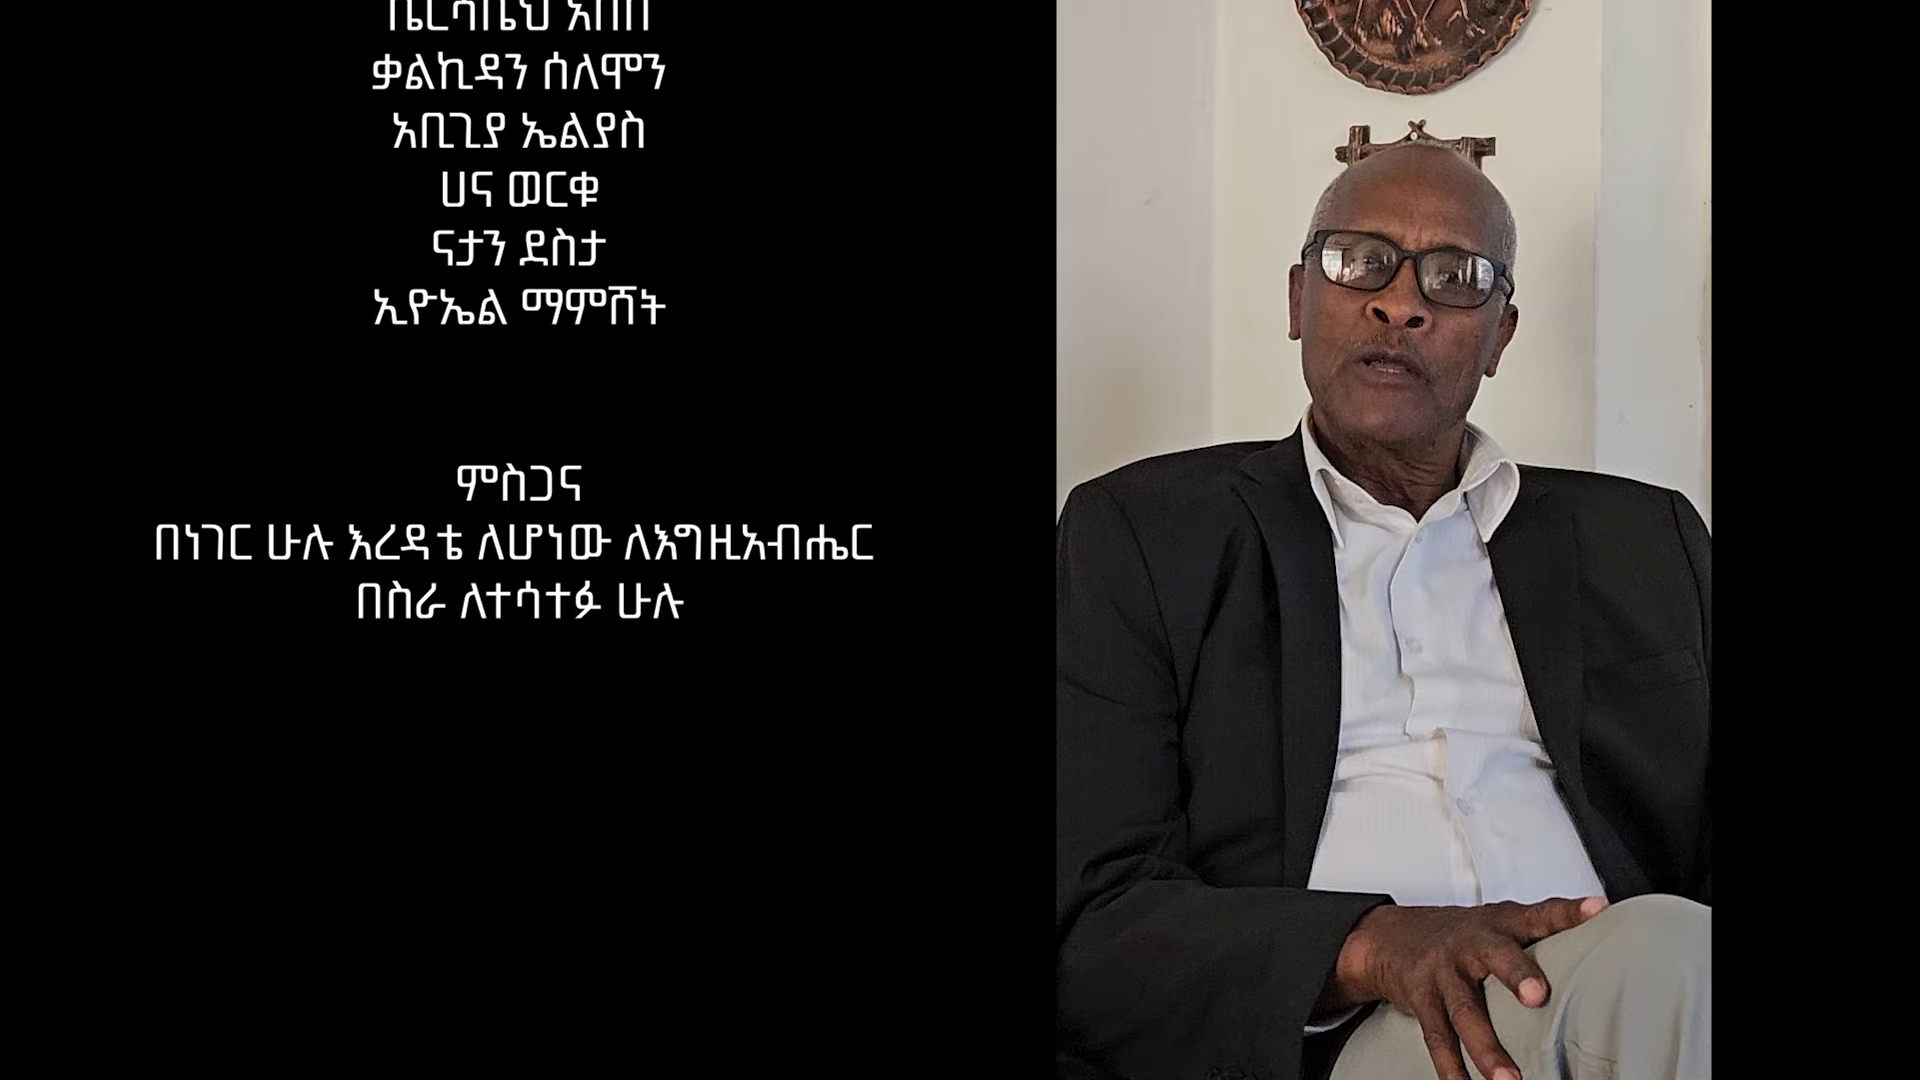 ቃልኪዳን ሰለሞን
አቢጊያ ኤልያስ
ሀና ወርቁ
ናታን ደስታ
ኢዮኤል ማምሸት
ምስጋና
በነገር ሁሉ እረዳቴ ለሆነው ለእግዚአብሔር
በስራ ለተሳተፉ ሁሉ